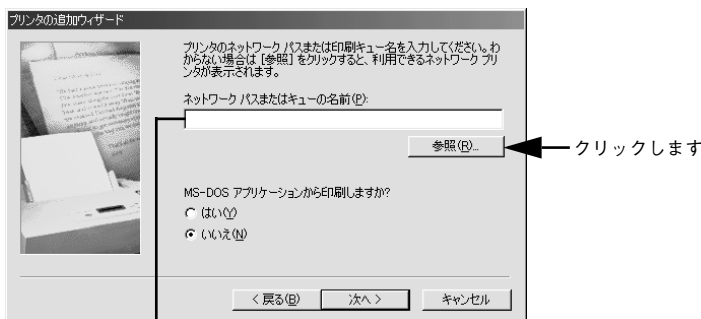 プリンタの追加ウィザード
プリンタのネットワーク パスまたは印刷キュー名を入力してください。わ
からない場合は [参照] をクリックすると、利用できるネットワーク プリ
ンタが表示されます。
ネットワーク パスまたはキューの名前(P):
参照(R)...
クリックします
MS-DOS アプリケーションから印刷しますか?
はい(Y)
いいえ(N)
< 戻る(B)
次へ >
キャンセル